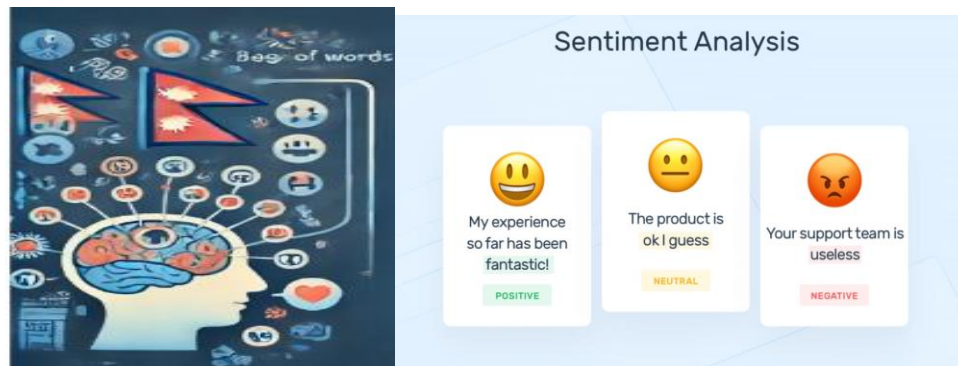 Bag of words
Sentiment Analysis
My experience
so far has been
fantastic!
POSITIVE
The product is
ok I guess
NEUTRAL
Your support team is
useless
NEGATIVE